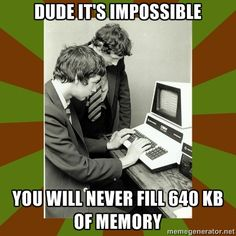 DUDE IT'S IMPOSSIBLE
YOU WILL NEVER FILL 640 KB
OF MEMORY
memegenerator.net